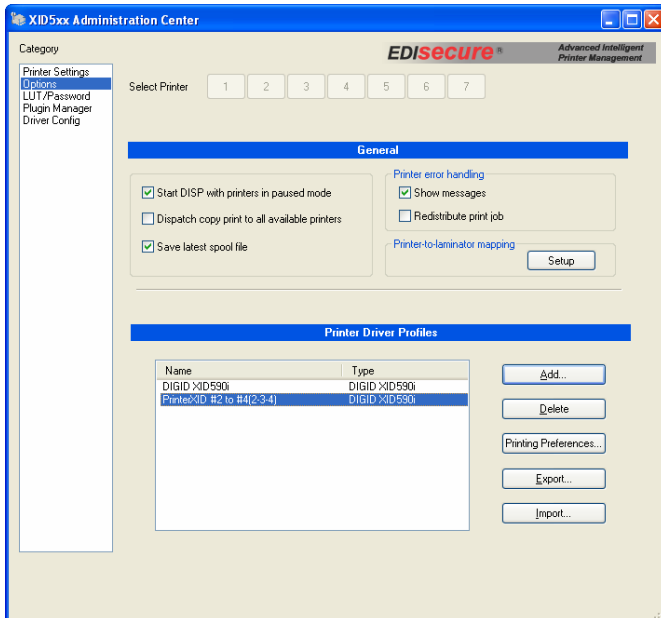 XID5xx Administration Center
Category
EDIsecure®
Advanced Intelligent
Printer Management
Printer Settings
Options
LUT/Password
Plugin Manager
Driver Config
Select Printer 1 2 3 4 5 6 7
General
Start DISP with printers in paused mode
Dispatch copy print to all available printers
Save latest spool file
Printer error handling
Show messages
Redistribute print job
Printer-to-laminator mapping
Setup
Printer Driver Profiles
Name Type
DIGID XID590i DIGID XID590i
PrinterXID #2 to #4(2-3-4) DIGID XID590i
Add...
Delete
Printing Preferences...
Export...
Import...